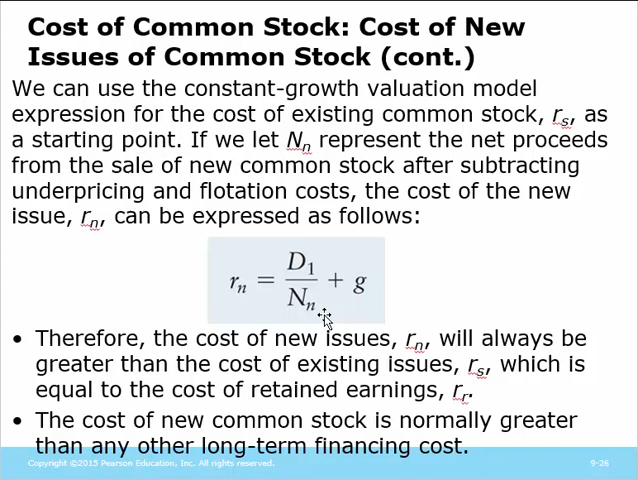 Cost of Common Stock: Cost of New
Issues of Common Stock (cont.)
We can use the constant-growth valuation model
expression for the cost of existing common stock, rs, as
a starting point. If we let Nn represent the net proceeds
from the sale of new common stock after subtracting
underpricing and flotation costs, the cost of the new
issue, rn, can be expressed as follows:
rn = D1/Nn + g
• Therefore, the cost of new issues, rn, will always be
greater than the cost of existing issues, rs, which is
equal to the cost of retained earnings, rr.
• The cost of new common stock is normally greater
than any other long-term financing cost.
Copyright ©2015 Pearson Education, Inc. All rights reserved.
9-26